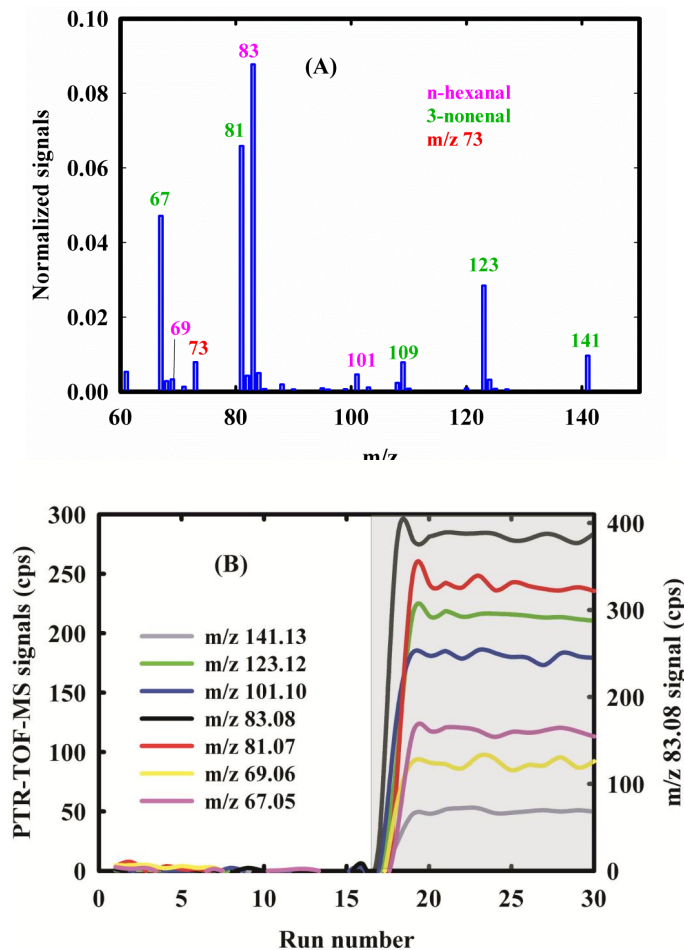 0.10
83
(A)
n-hexanal
0.08
3-nonenal
81
m/z 73
Normalized signals
0.06
67
0.04
123
69
0.02
73
101
109
141
0.00
60
80
100
120
140
m/z
300
400
250
(B)
300
200
m/z 141.13
m/z 123.12
150
m/z 101.10
200
m/z 83.08
100
m/z 81.07
m/z 69.06
100
50
m/z 67.05
0
0
0
5
10
15
20
25
30
PTR-TOF-MS signals (cps)
m/z 83.08 signal (cps)
Run number